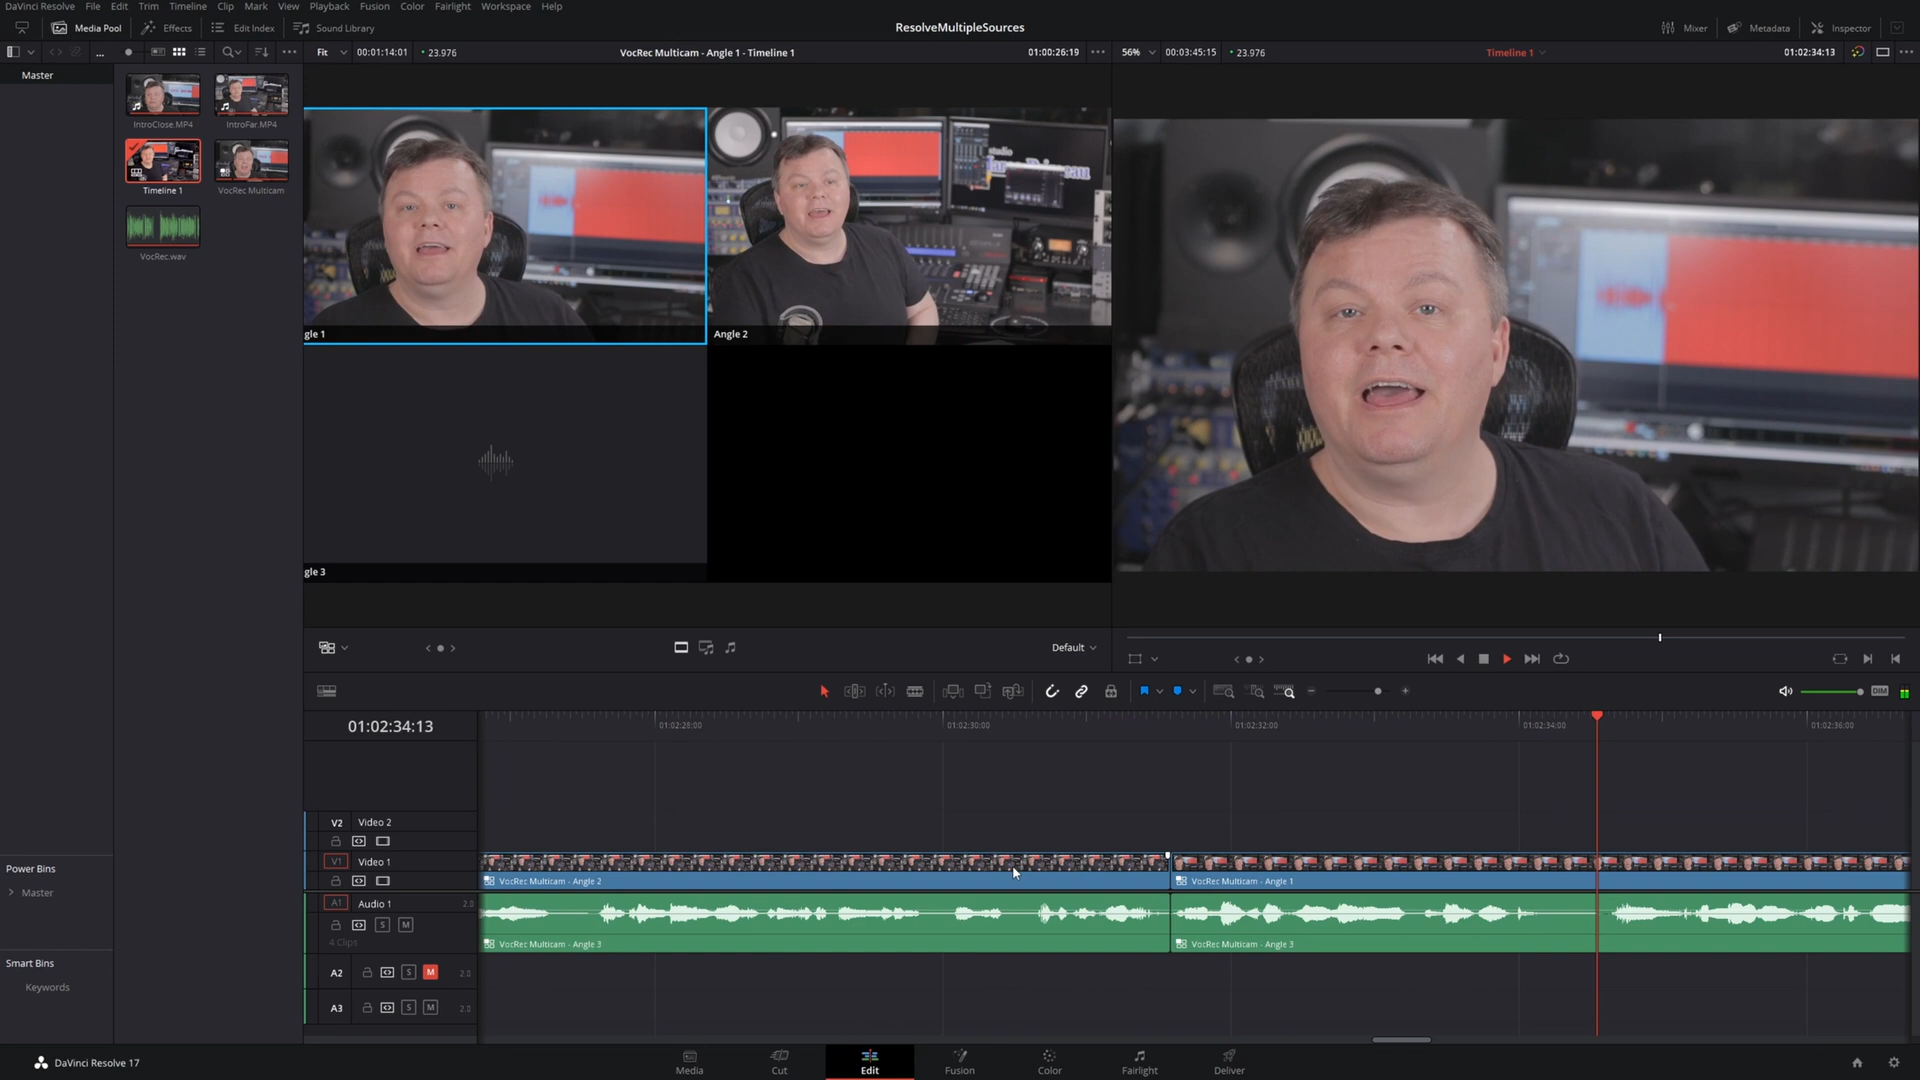 DaVinci Resolve File Edit Trim Timeline Clip Mark View Playback Fusion Color Fairlight Workspace Help
Media Pool Effects Edit Index Sound Library ResolveMultipleSources Mixer Metadata Inspector
... Fit 00:01:14:01 23.976 VocRec Multicam - Angle 1 - Timeline 1 01:00:26:19 56% 00:03:45:15 23.976 Timeline 1 01:02:34:13
Master
IntroClose.MP4 IntroFar.MP4
Timeline 1 VocRec Multicam
VocRec.wav
gle 1 Angle 2
gle 3
Default
DIM
01:02:34:13 01:02:28:00 01:02:30:00 01:02:32:00 01:02:34:00 01:02:36:00
V2 Video 2
V1 Video 1
VocRec Multicam - Angle 2 VocRec Multicam - Angle 1
A1 Audio 1 2.0
S M
4 Clips VocRec Multicam - Angle 3 VocRec Multicam - Angle 3
A2 S M 2.0
A3 S M 2.0
Power Bins
Master
Smart Bins
Keywords
DaVinci Resolve 17 Media Cut Edit Fusion Color Fairlight Deliver